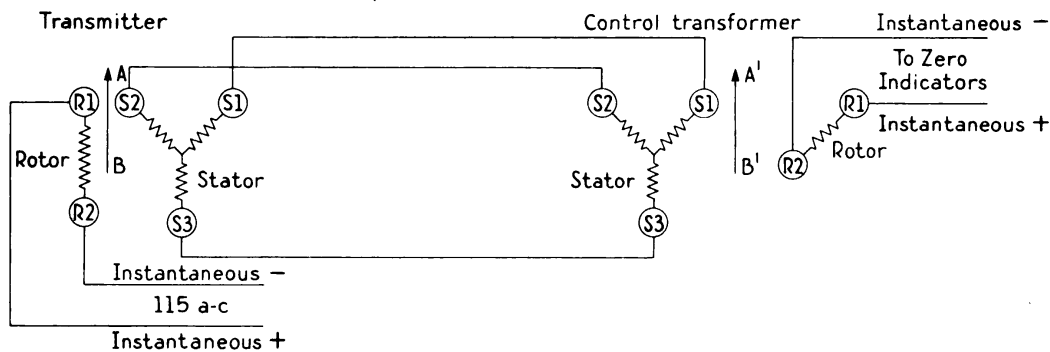 Transmitter
Control transformer
Instantaneous −
A
A'
To Zero
Indicators
R1
S2
S1
S2
S1
R1
Instantaneous +
Rotor
B
Stator
Stator
B'
R2
Rotor
R2
S3
S3
Instantaneous −
115 a-c
Instantaneous +